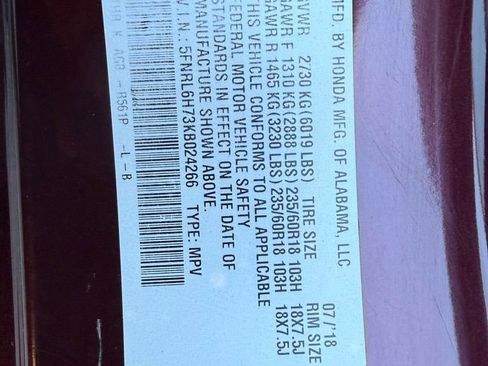 MFD. BY HONDA MFG. OF ALABAMA, LLC 07/'18
GVWR 2730 KG (6019 LBS) TIRE SIZE RIM SIZE
GAWR F 1310 KG (2888 LBS) 235/60R18 103H 18X7.5J
GAWR R 1465 KG (3230 LBS) 235/60R18 103H 18X7.5J
THIS VEHICLE CONFORMS TO ALL APPLICABLE
FEDERAL MOTOR VEHICLE SAFETY
STANDARDS IN EFFECT ON THE DATE OF
MANUFACTURE SHOWN ABOVE.
V.I.N.: 5FNRL6H73KB024266 TYPE: MPV
K AG3 - R561P -L-B